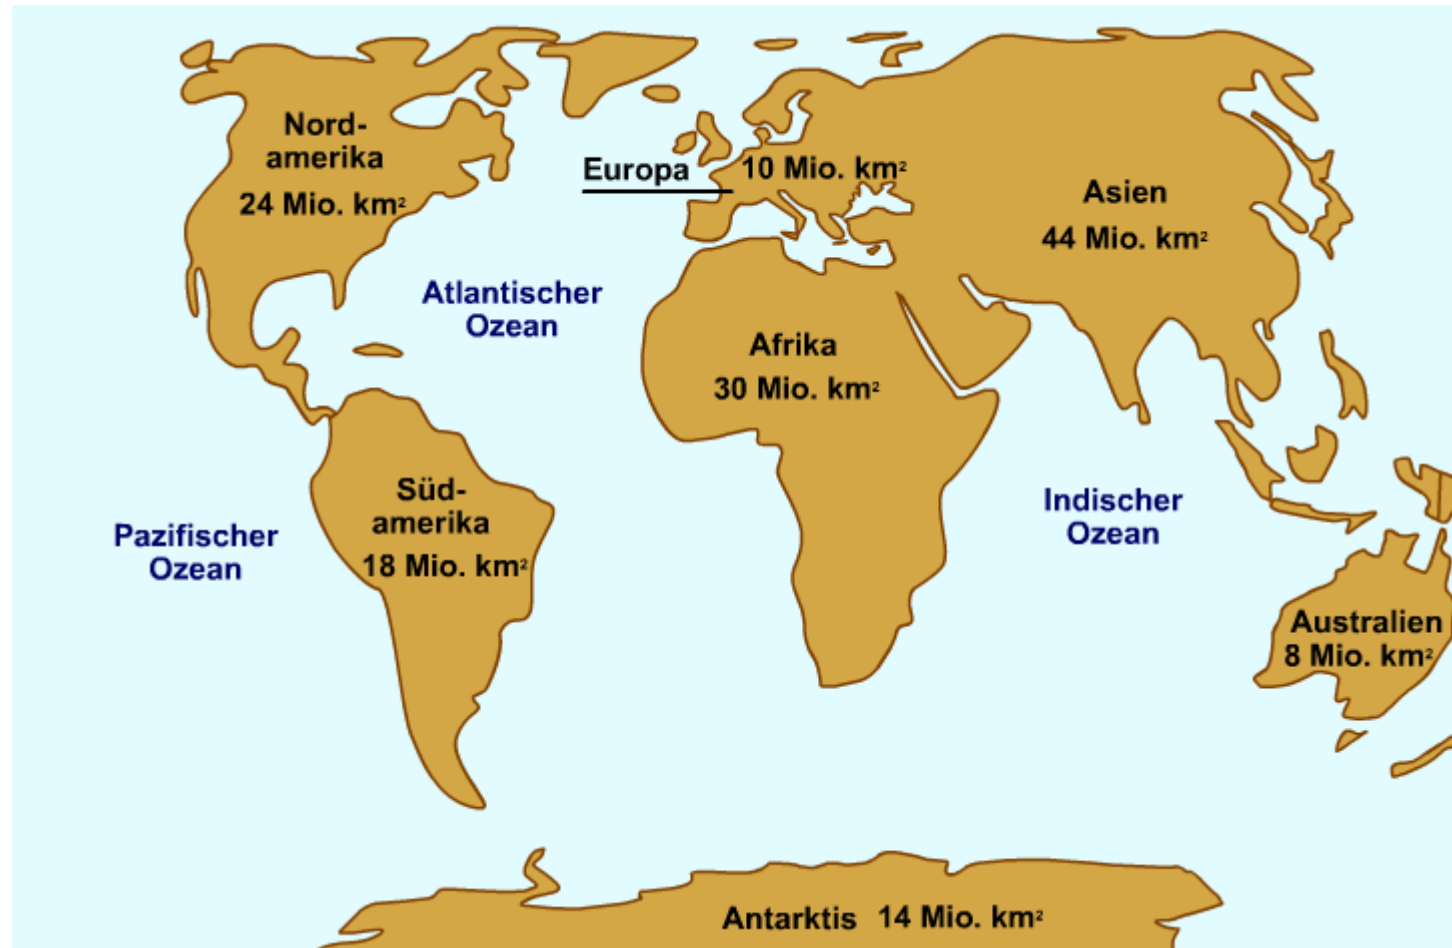 Nord-
amerika
24 Mio. km²
Europa
10 Mio. km²
Asien
44 Mio. km²
Atlantischer
Ozean
Afrika
30 Mio. km²
Süd-
amerika
18 Mio. km²
Pazifischer
Ozean
Indischer
Ozean
Australien
8 Mio. km²
Antarktis 14 Mio. km²